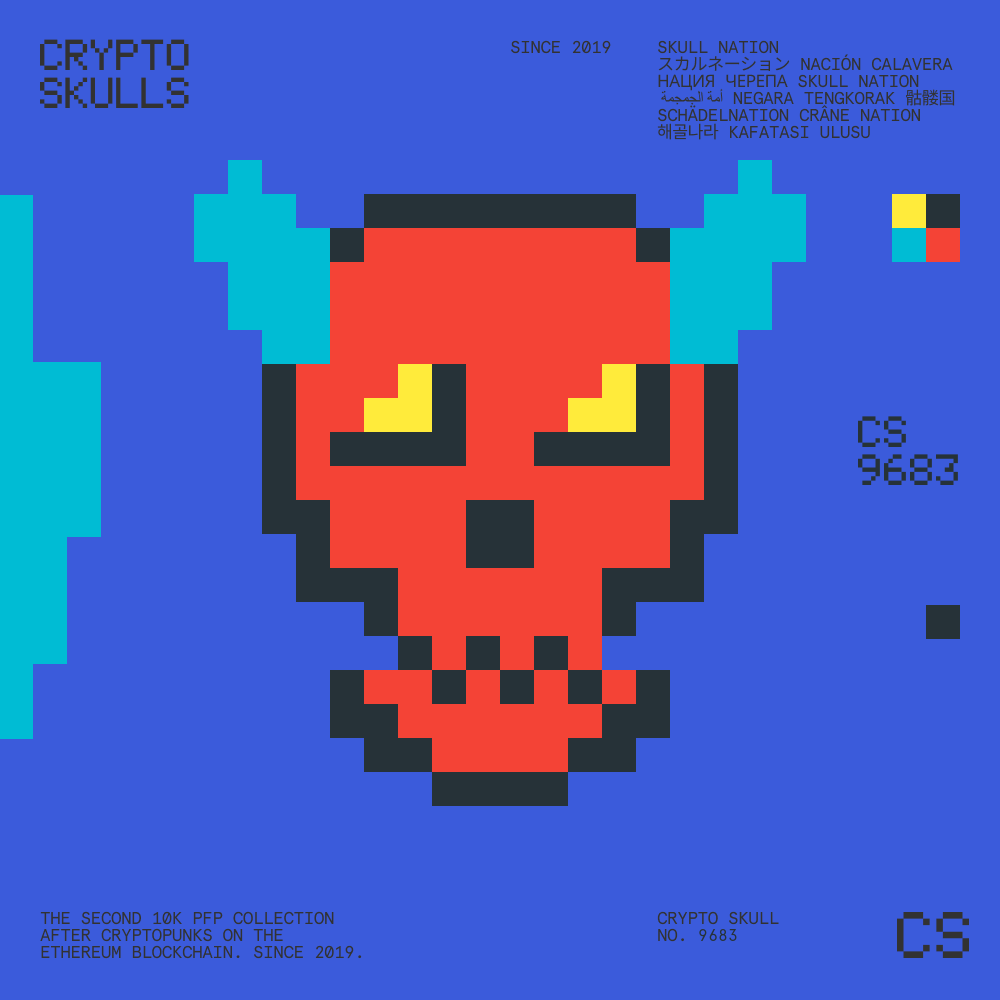 CRYPTO
SKULLS
SINCE 2019
SKULL NATION
スカルネーション NACIÓN CALAVERA
НАЦИЯ ЧЕРЕПА SKULL NATION
أمة الجمجمة NEGARA TENGKORAK 骷髅国
SCHÄDELNATION CRÂNE NATION
해골나라 KAFATASI ULUSU
CS
9683
THE SECOND 10K PFP COLLECTION
AFTER CRYPTOPUNKS ON THE
ETHEREUM BLOCKCHAIN. SINCE 2019.
CRYPTO SKULL
NO. 9683
CS